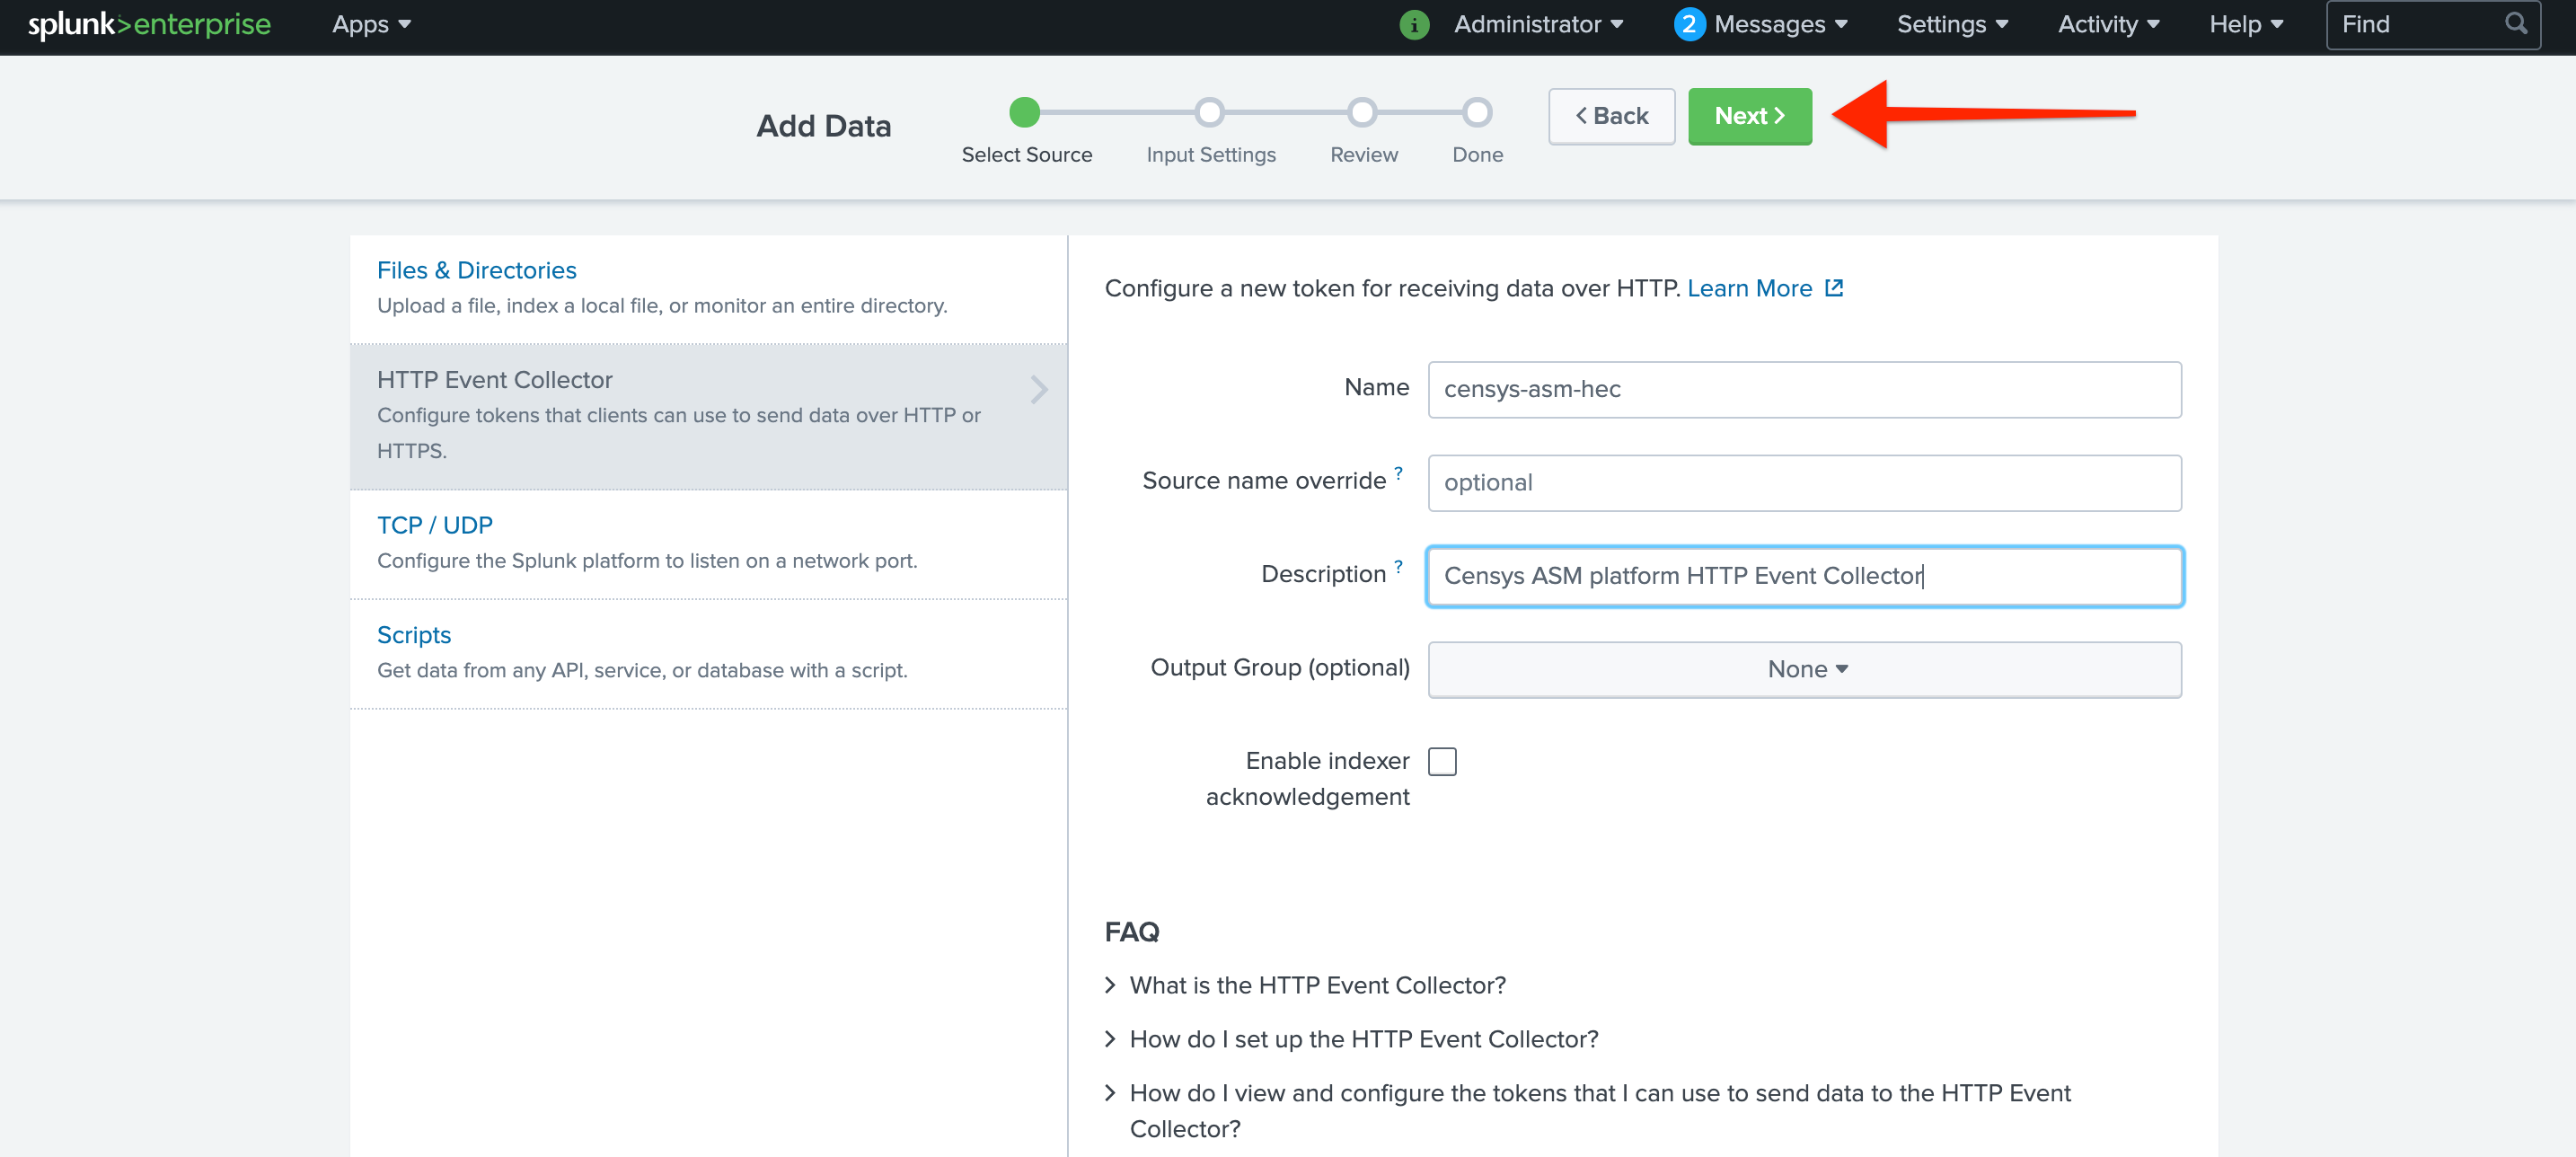 splunk>enterprise Apps i Administrator 2 Messages Settings Activity Help Find
Add Data
Select Source Input Settings Review Done
< Back Next >
Files & Directories
Upload a file, index a local file, or monitor an entire directory.
HTTP Event Collector
Configure tokens that clients can use to send data over HTTP or
HTTPS.
TCP / UDP
Configure the Splunk platform to listen on a network port.
Scripts
Get data from any API, service, or database with a script.
Configure a new token for receiving data over HTTP. Learn More
Name censys-asm-hec
Source name override ? optional
Description ? Censys ASM platform HTTP Event Collector
Output Group (optional) None
Enable indexer
acknowledgement
FAQ
> What is the HTTP Event Collector?
> How do I set up the HTTP Event Collector?
> How do I view and configure the tokens that I can use to send data to the HTTP Event
Collector?